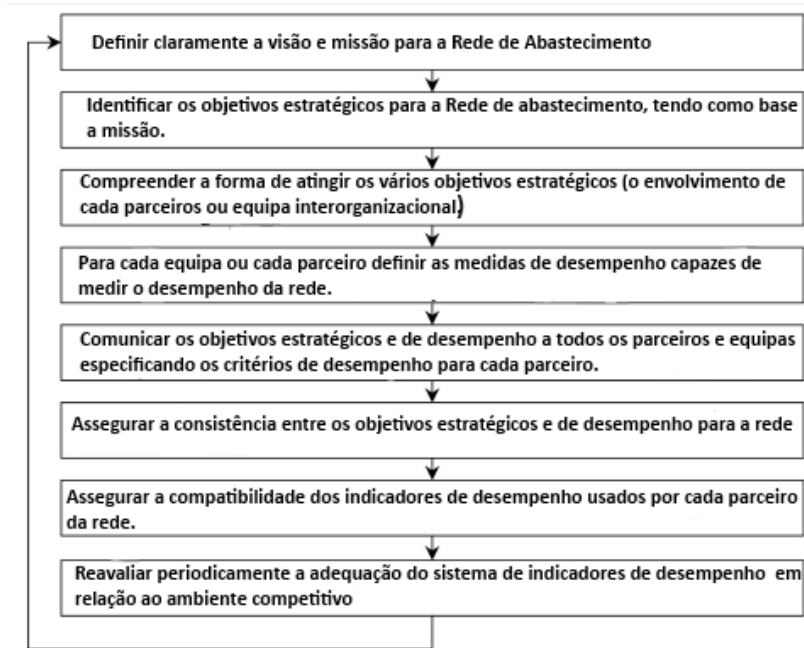 Definir claramente a visão e missão para a Rede de Abastecimento
Identificar os objetivos estratégicos para a Rede de abastecimento, tendo como base
a missão.
Compreender a forma de atingir os vários objetivos estratégicos (o envolvimento de
cada parceiros ou equipa interorganizacional)
Para cada equipa ou cada parceiro definir as medidas de desempenho capazes de
medir o desempenho da rede.
Comunicar os objetivos estratégicos e de desempenho a todos os parceiros e equipas
especificando os critérios de desempenho para cada parceiro.
Assegurar a consistência entre os objetivos estratégicos e de desempenho para a rede
Assegurar a compatibilidade dos indicadores de desempenho usados por cada parceiro
da rede.
Reavaliar periodicamente a adequação do sistema de indicadores de desempenho em
relação ao ambiente competitivo